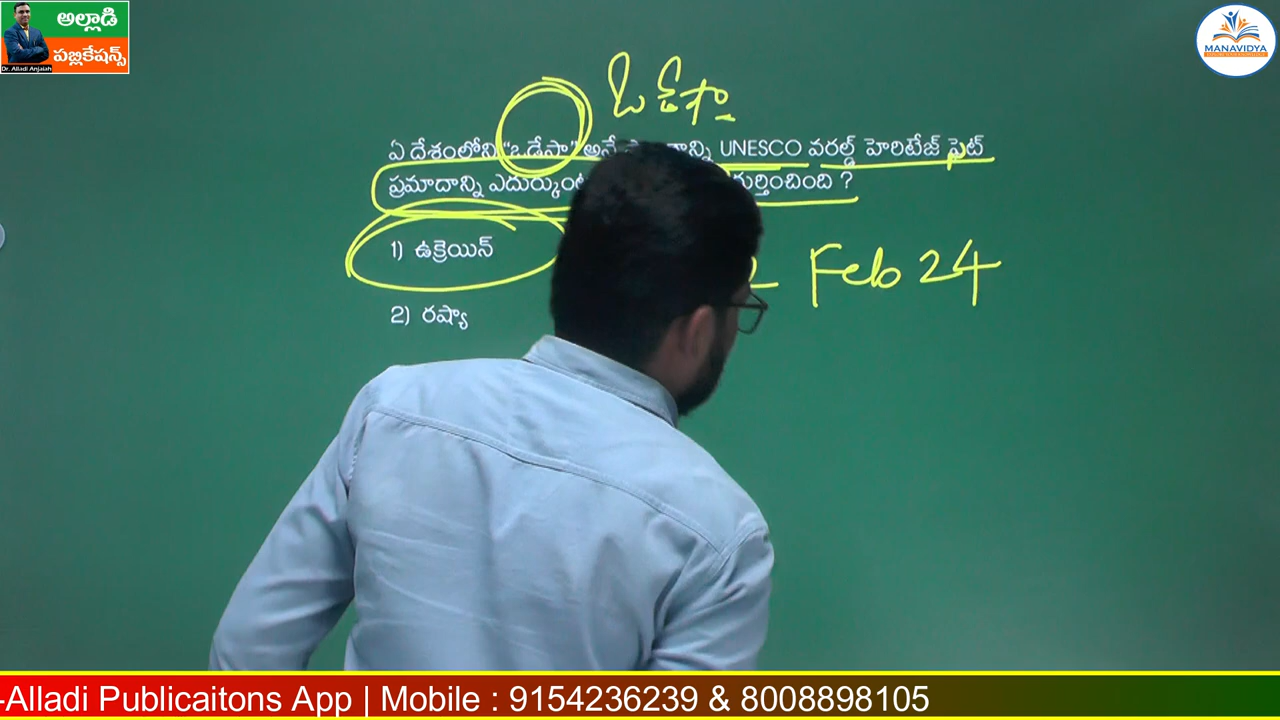 అల్లాడి
పబ్లికేషన్స్
Dr. Alladi Anjaiah
MANAVIDYA
ఒడేసా
ఏ దేశంలోని "ఒడేసా" అనే UNESCO వరల్డ్ హెరిటేజ్ సైట్
ప్రమాదాన్ని ? 
1) ఉక్రెయిన్
Feb 24
2) రష్యా
-Alladi Publicaitons App | Mobile : 9154236239 & 8008898105